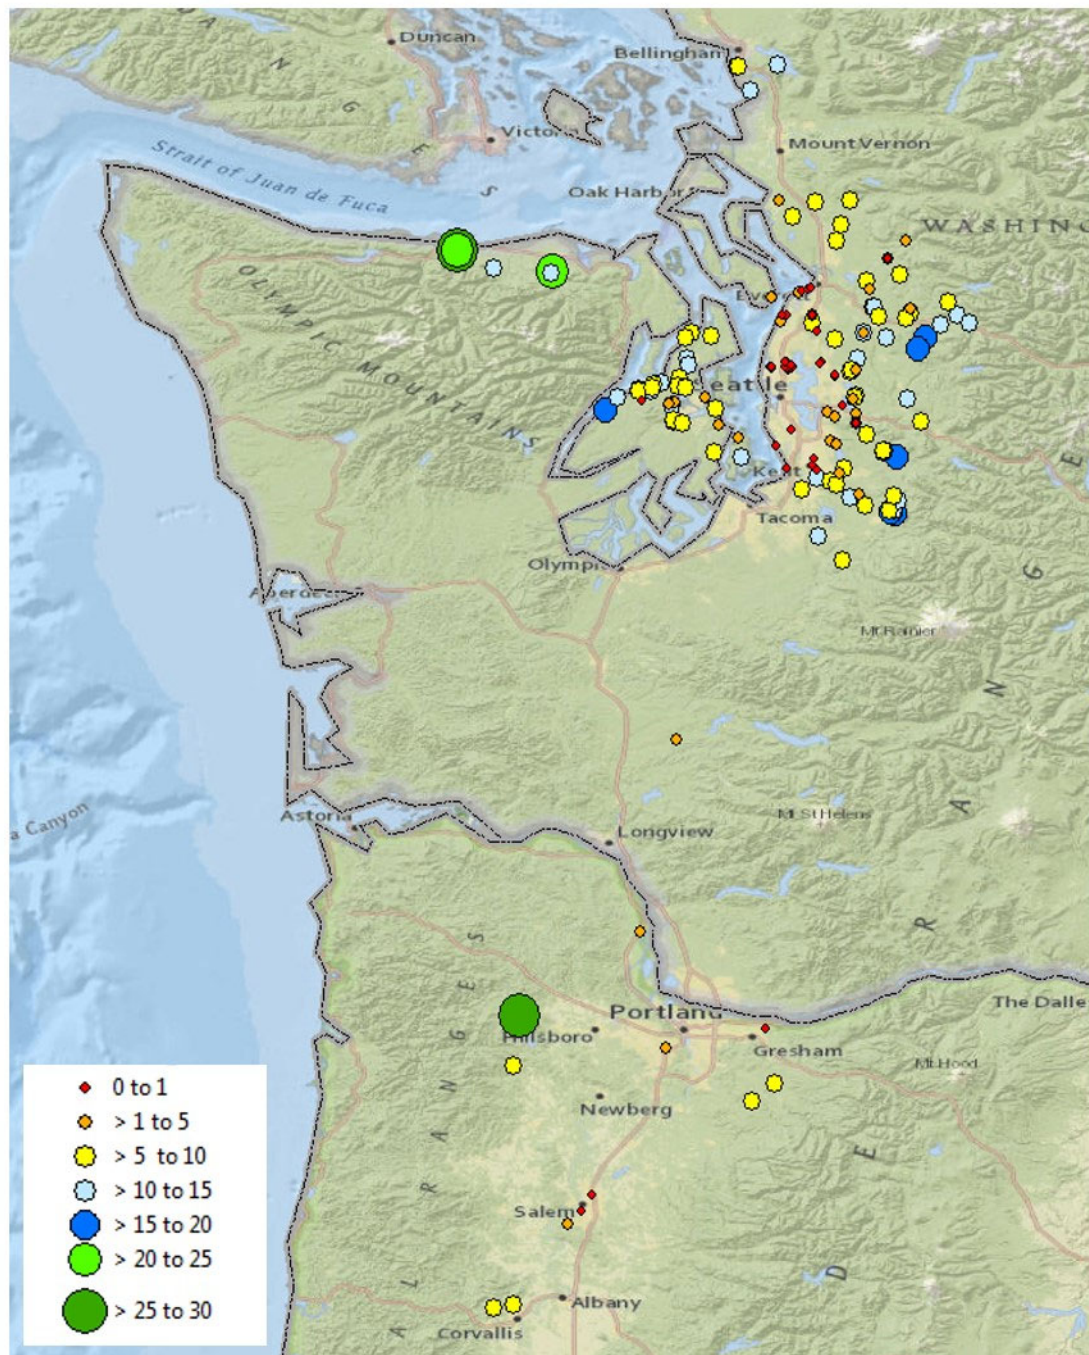 Duncan
Bellingham
Victoria
Mount Vernon
Strait of Juan de Fuca
Oak Harbor
WASHING
OLYMPIC MOUNTAINS
Everett
Seattle
Kent
Tacoma
Olympia
Aberdeen
Mt Rainier
a Canyon
Astoria
Longview
Mt St Helens
Portland
The Dalle
Hillsboro
Gresham
Mt Hood
Newberg
Salem
Albany
Corvallis
0 to 1
> 1 to 5
> 5 to 10
> 10 to 15
> 15 to 20
> 20 to 25
> 25 to 30